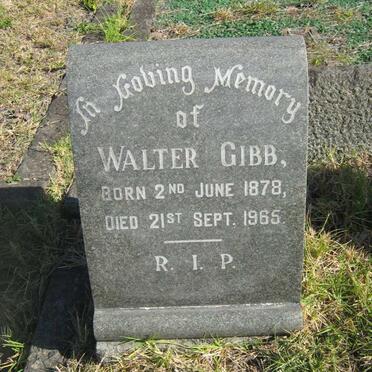 In Loving Memory
of
WALTER GIBB,
BORN 2ND JUNE 1878,
DIED 21ST SEPT. 1965.
R. I. P.